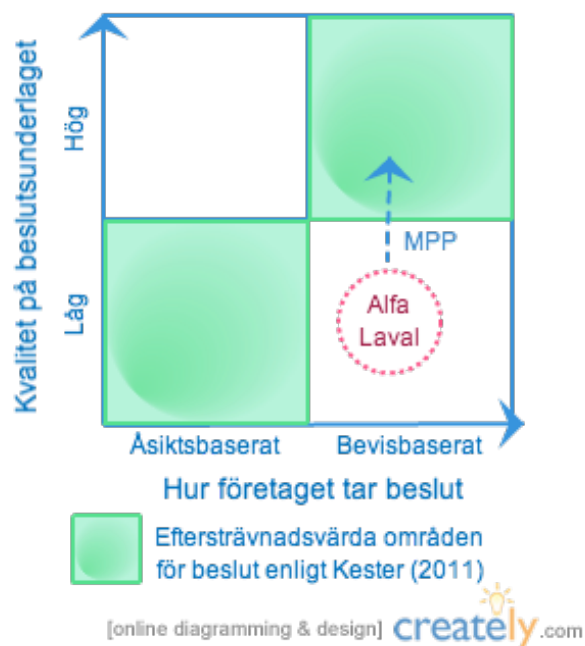 Kvalitet på beslutsunderlaget
Hög
Låg
MPP
Alfa
Laval
Åsiktsbaserat
Bevisbaserat
Hur företaget tar beslut
Eftersträvnadsvärda områden
för beslut enligt Kester (2011)
[online diagramming & design] creately.com